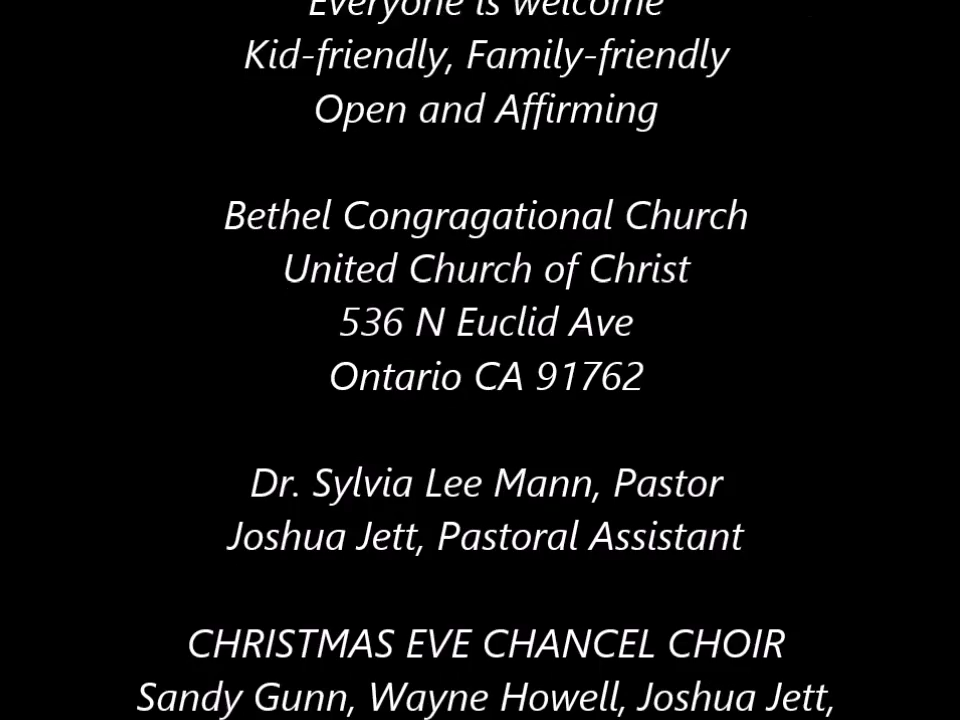 Everyone is welcome
Kid-friendly, Family-friendly
Open and Affirming
Bethel Congragational Church
United Church of Christ
536 N Euclid Ave
Ontario CA 91762
Dr. Sylvia Lee Mann, Pastor
Joshua Jett, Pastoral Assistant
CHRISTMAS EVE CHANCEL CHOIR
Sandy Gunn, Wayne Howell, Joshua Jett,